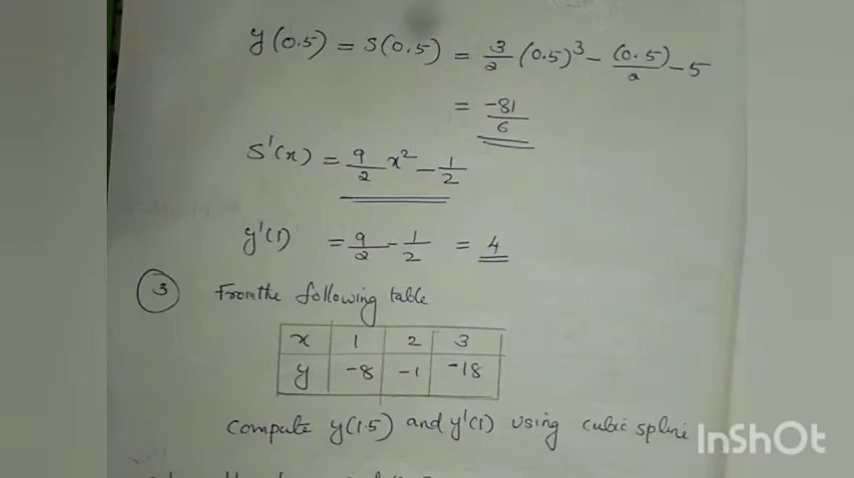 y(0.5) = s(0.5) = 3/2 (0.5)³ − (0.5)/2 − 5
= −81/6
s'(x) = 9/2 x² − 1/2
y'(1) = 9/2 − 1/2 = 4
③ From the following table
x 1 2 3
y −8 −1 −18
compute y(1.5) and y'(1) using cubic spline
InShOt